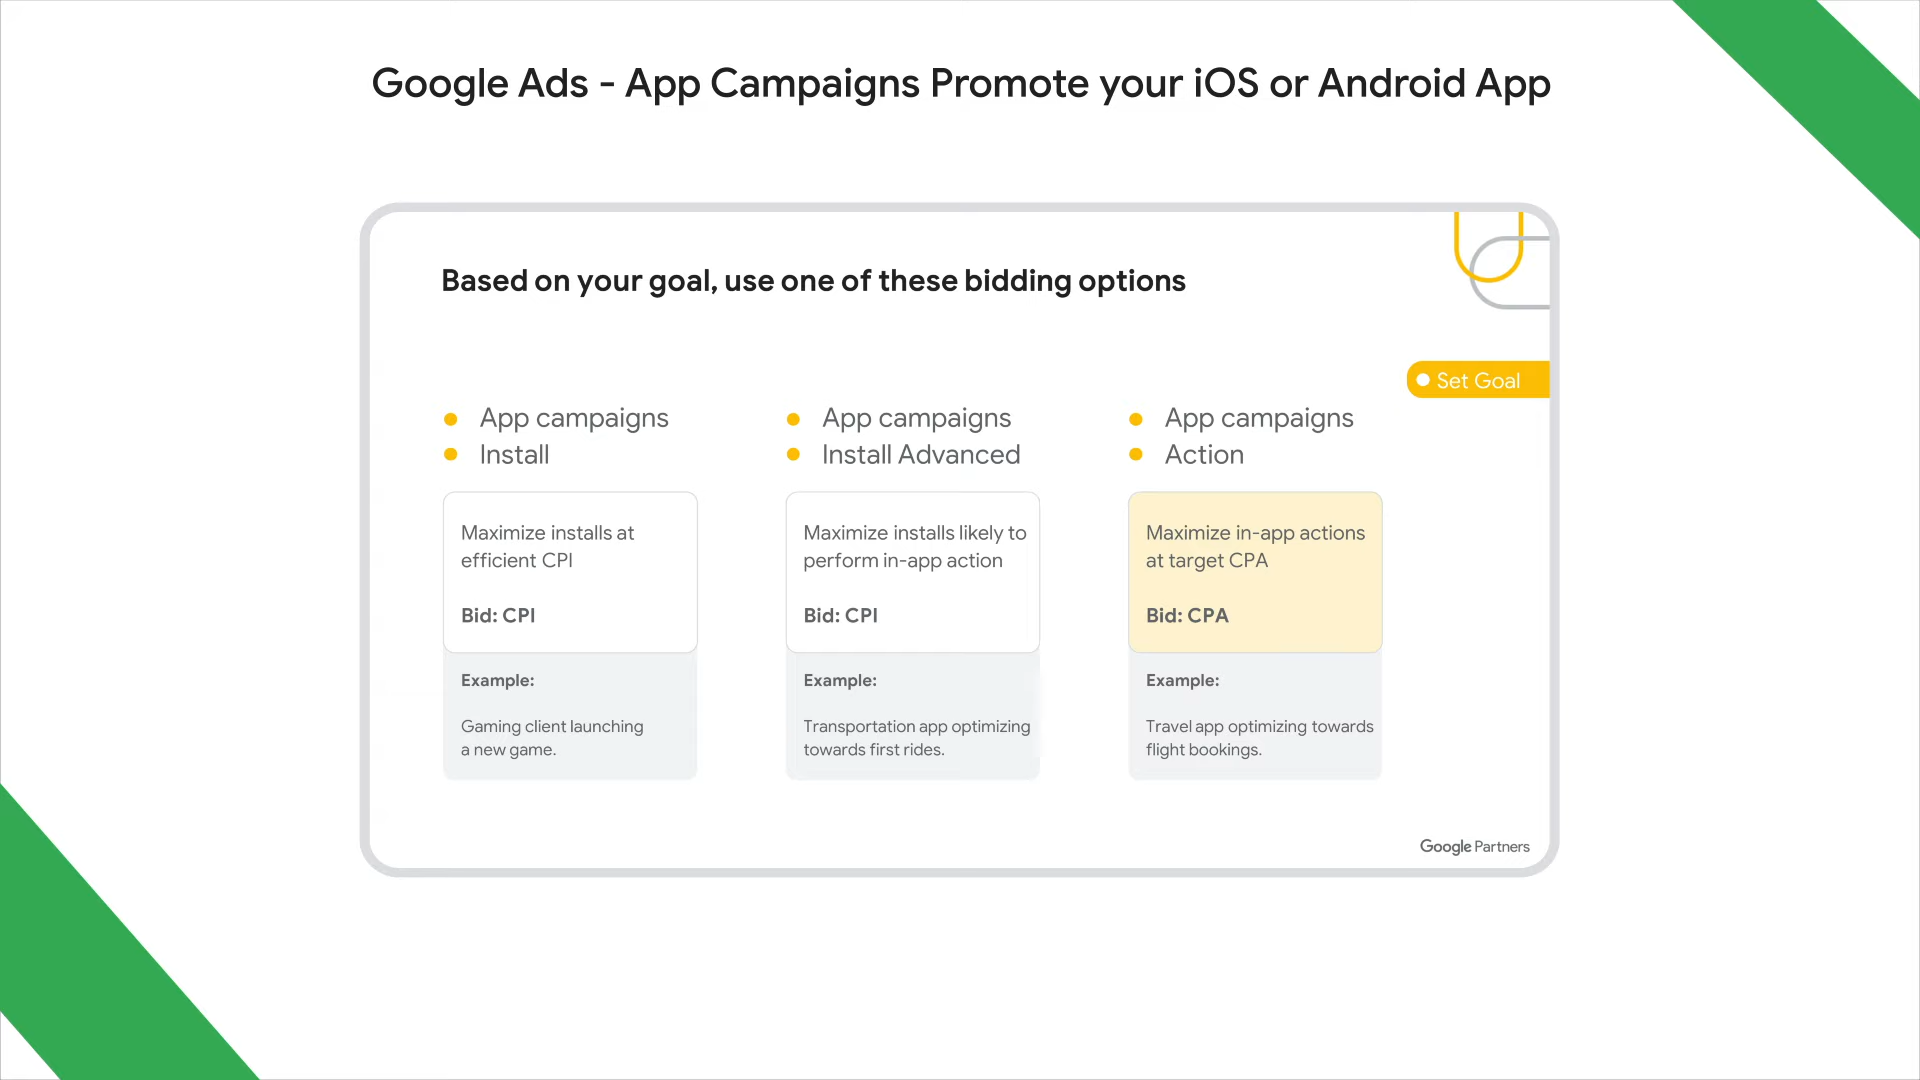 Google Ads - App Campaigns Promote your iOS or Android App
Based on your goal, use one of these bidding options
Set Goal
App campaigns
Install
Maximize installs at
efficient CPI
Bid: CPI
Example:
Gaming client launching
a new game.
App campaigns
Install Advanced
Maximize installs likely to
perform in-app action
Bid: CPI
Example:
Transportation app optimizing
towards first rides.
App campaigns
Action
Maximize in-app actions
at target CPA
Bid: CPA
Example:
Travel app optimizing towards
flight bookings.
Google Partners